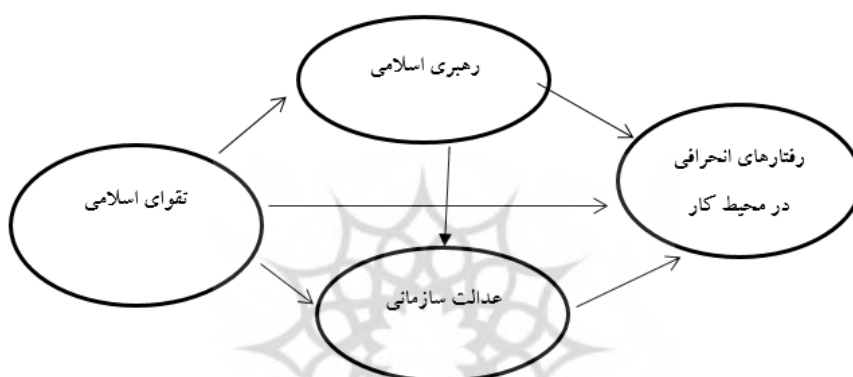 رهبری اسلامی
رفتارهای انحرافی
در محیط کار
تقوای اسلامی
عدالت سازمانی